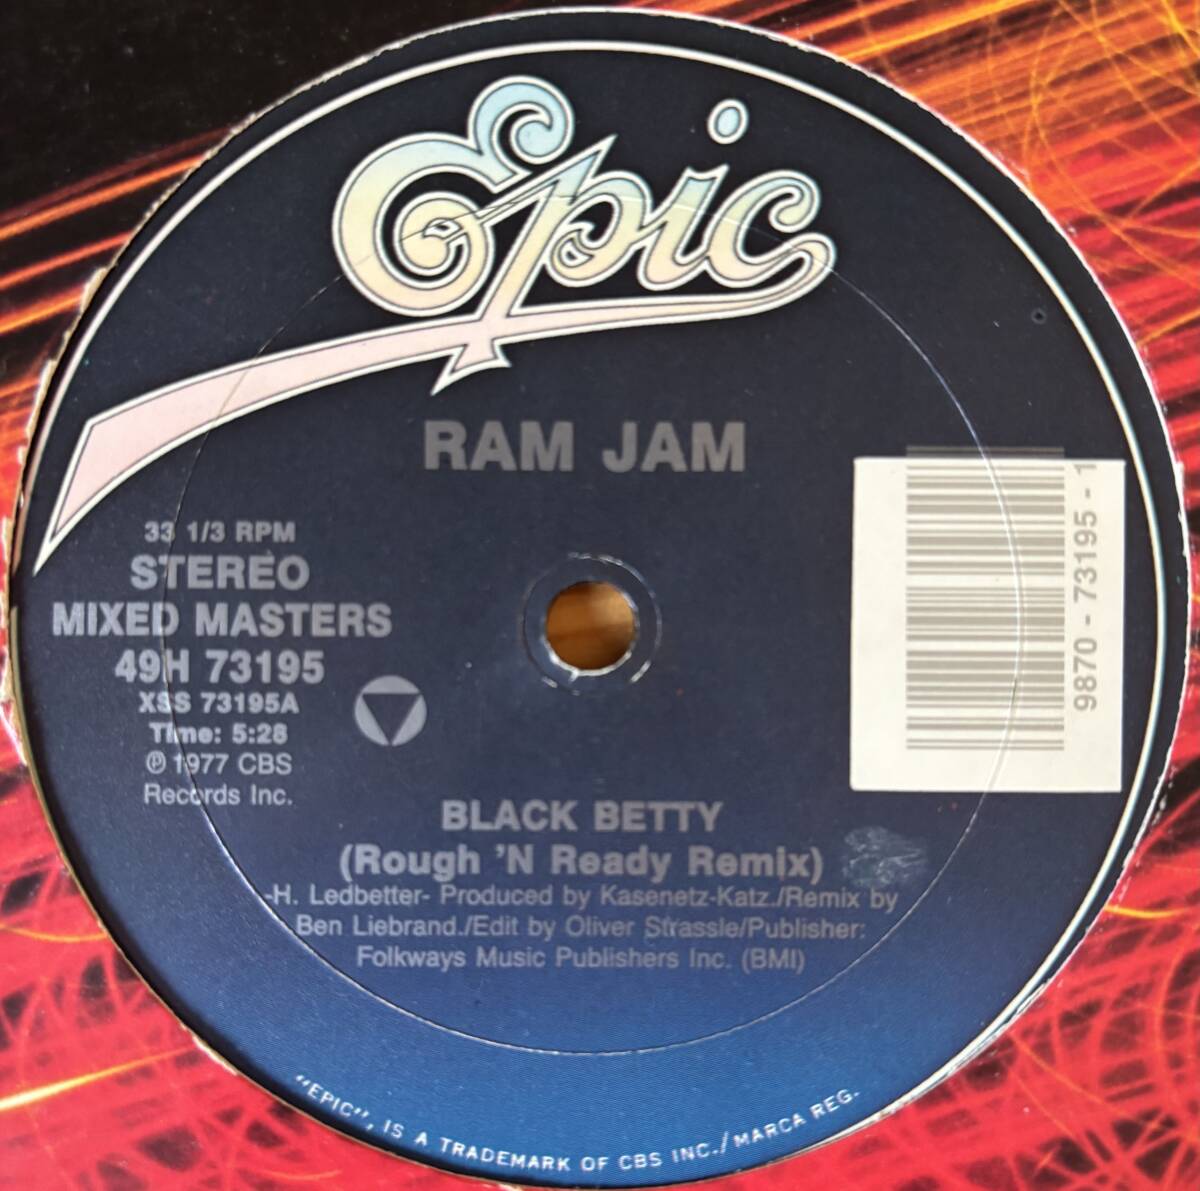 Epic
RAM JAM
33 1/3 RPM
STEREO
MIXED MASTERS
49H 73195
XSS 73195A
Time: 5:28
℗ 1977 CBS
Records Inc.
9870 - 73195 - 1
BLACK BETTY
(Rough 'N Ready Remix)
-H. Ledbetter- Produced by Kasenetz-Katz./Remix by
Ben Liebrand./Edit by Oliver Strassle/Publisher:
Folkways Music Publishers Inc. (BMI)
"EPIC", IS A TRADEMARK OF CBS INC./MARCA REG.